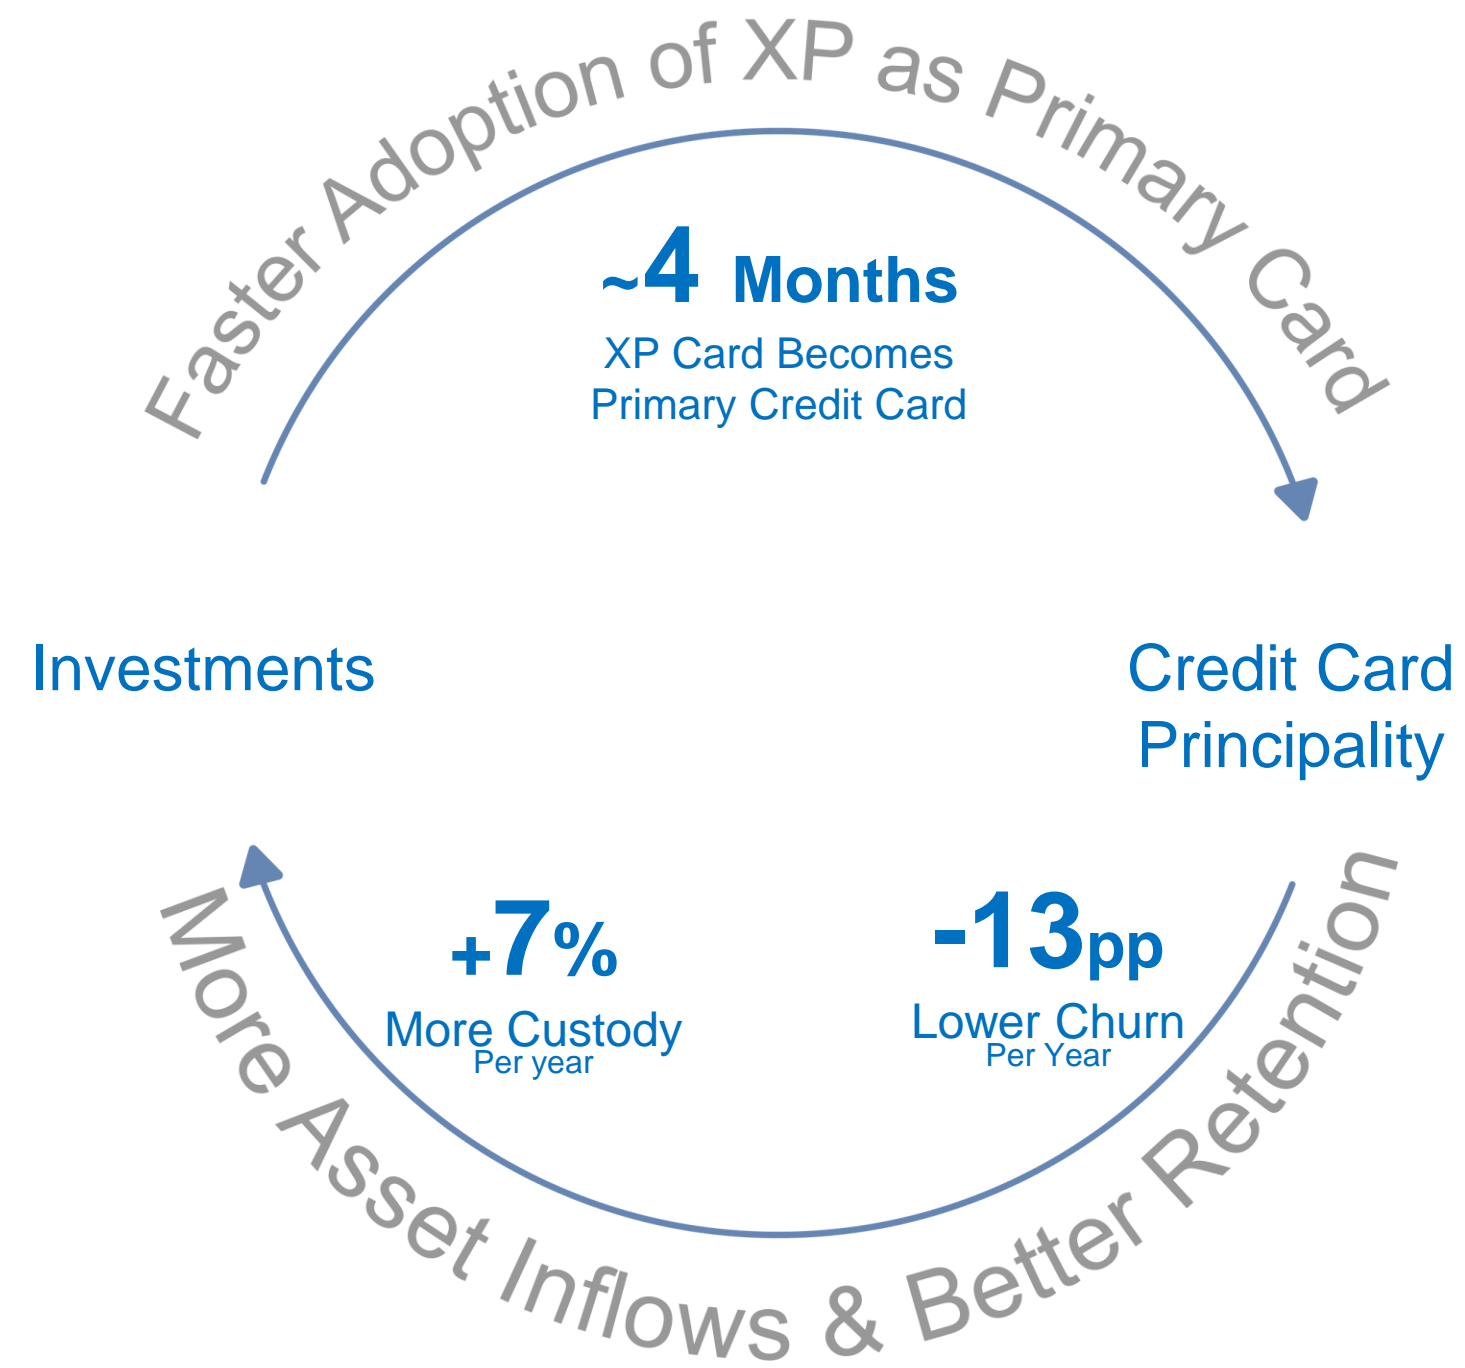 Faster Adoption of XP as Primary Card
~4 Months
XP Card Becomes
Primary Credit Card
Investments
Credit Card
Principality
+7%
More Custody
Per year
-13pp
Lower Churn
Per Year
More Asset Inflows & Better Retention